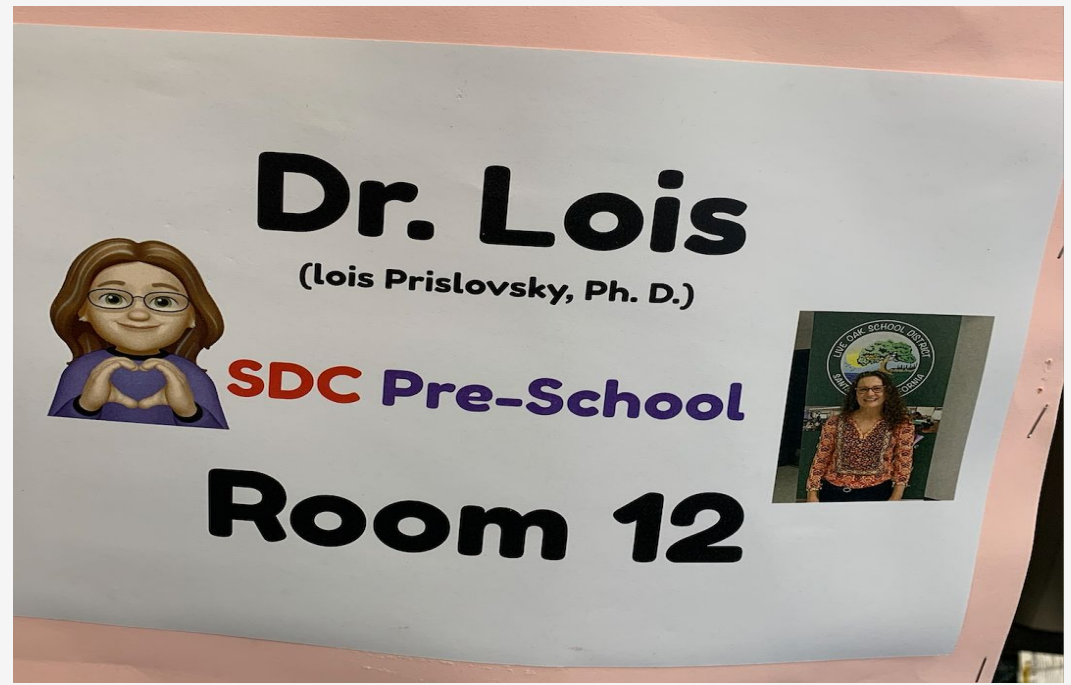 Dr. Lois
(lois Prislovsky, Ph. D.)
SDC Pre-School
LIVE OAK SCHOOL DISTRICT
Room 12